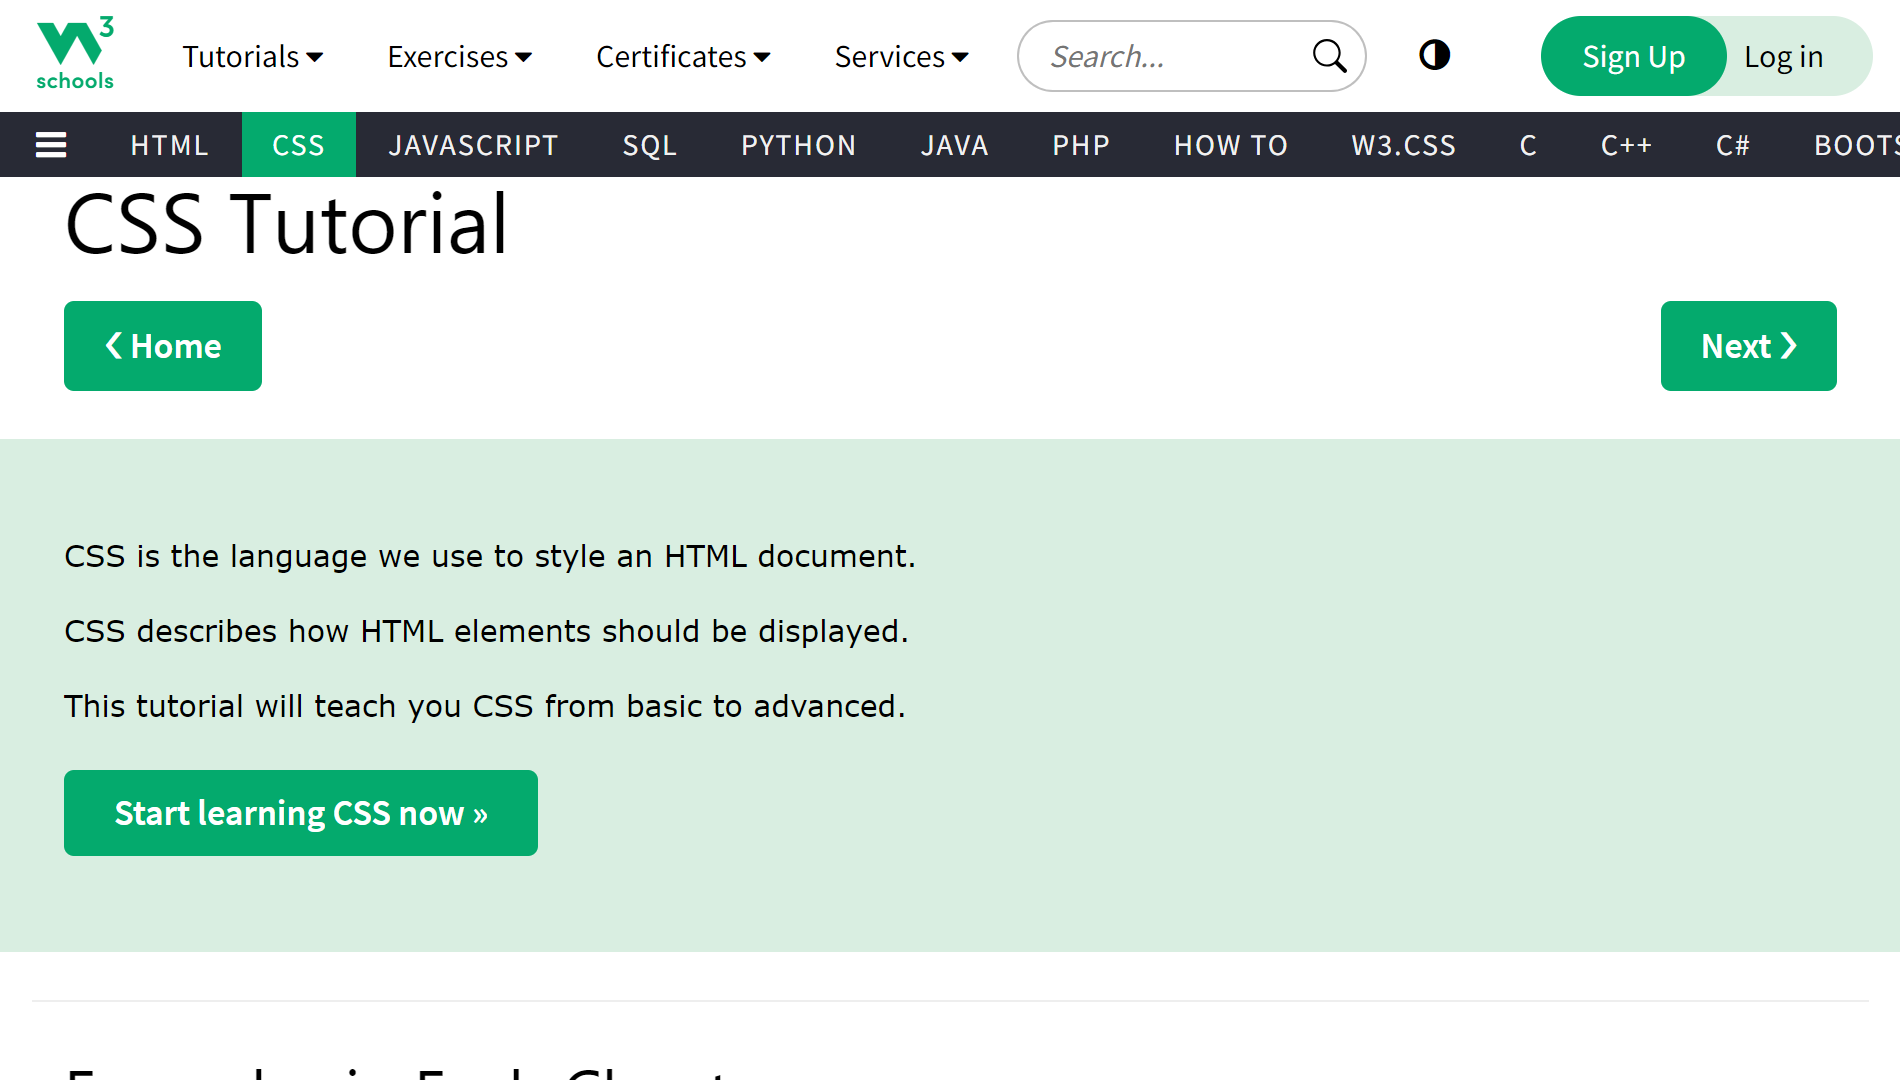 3
schools
Tutorials Exercises Certificates Services Search... Sign Up Log in
HTML CSS JAVASCRIPT SQL PYTHON JAVA PHP HOW TO W3.CSS C C++ C# BOOTS
CSS Tutorial
❮ Home Next ❯
CSS is the language we use to style an HTML document.
CSS describes how HTML elements should be displayed.
This tutorial will teach you CSS from basic to advanced.
Start learning CSS now »